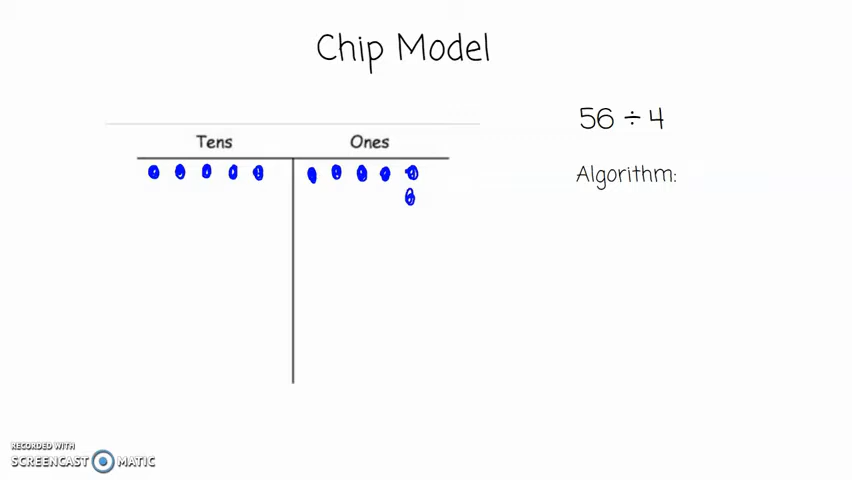 Chip Model
56 ÷ 4
Tens Ones
Algorithm:
RECORDED WITH
SCREENCAST MATIC